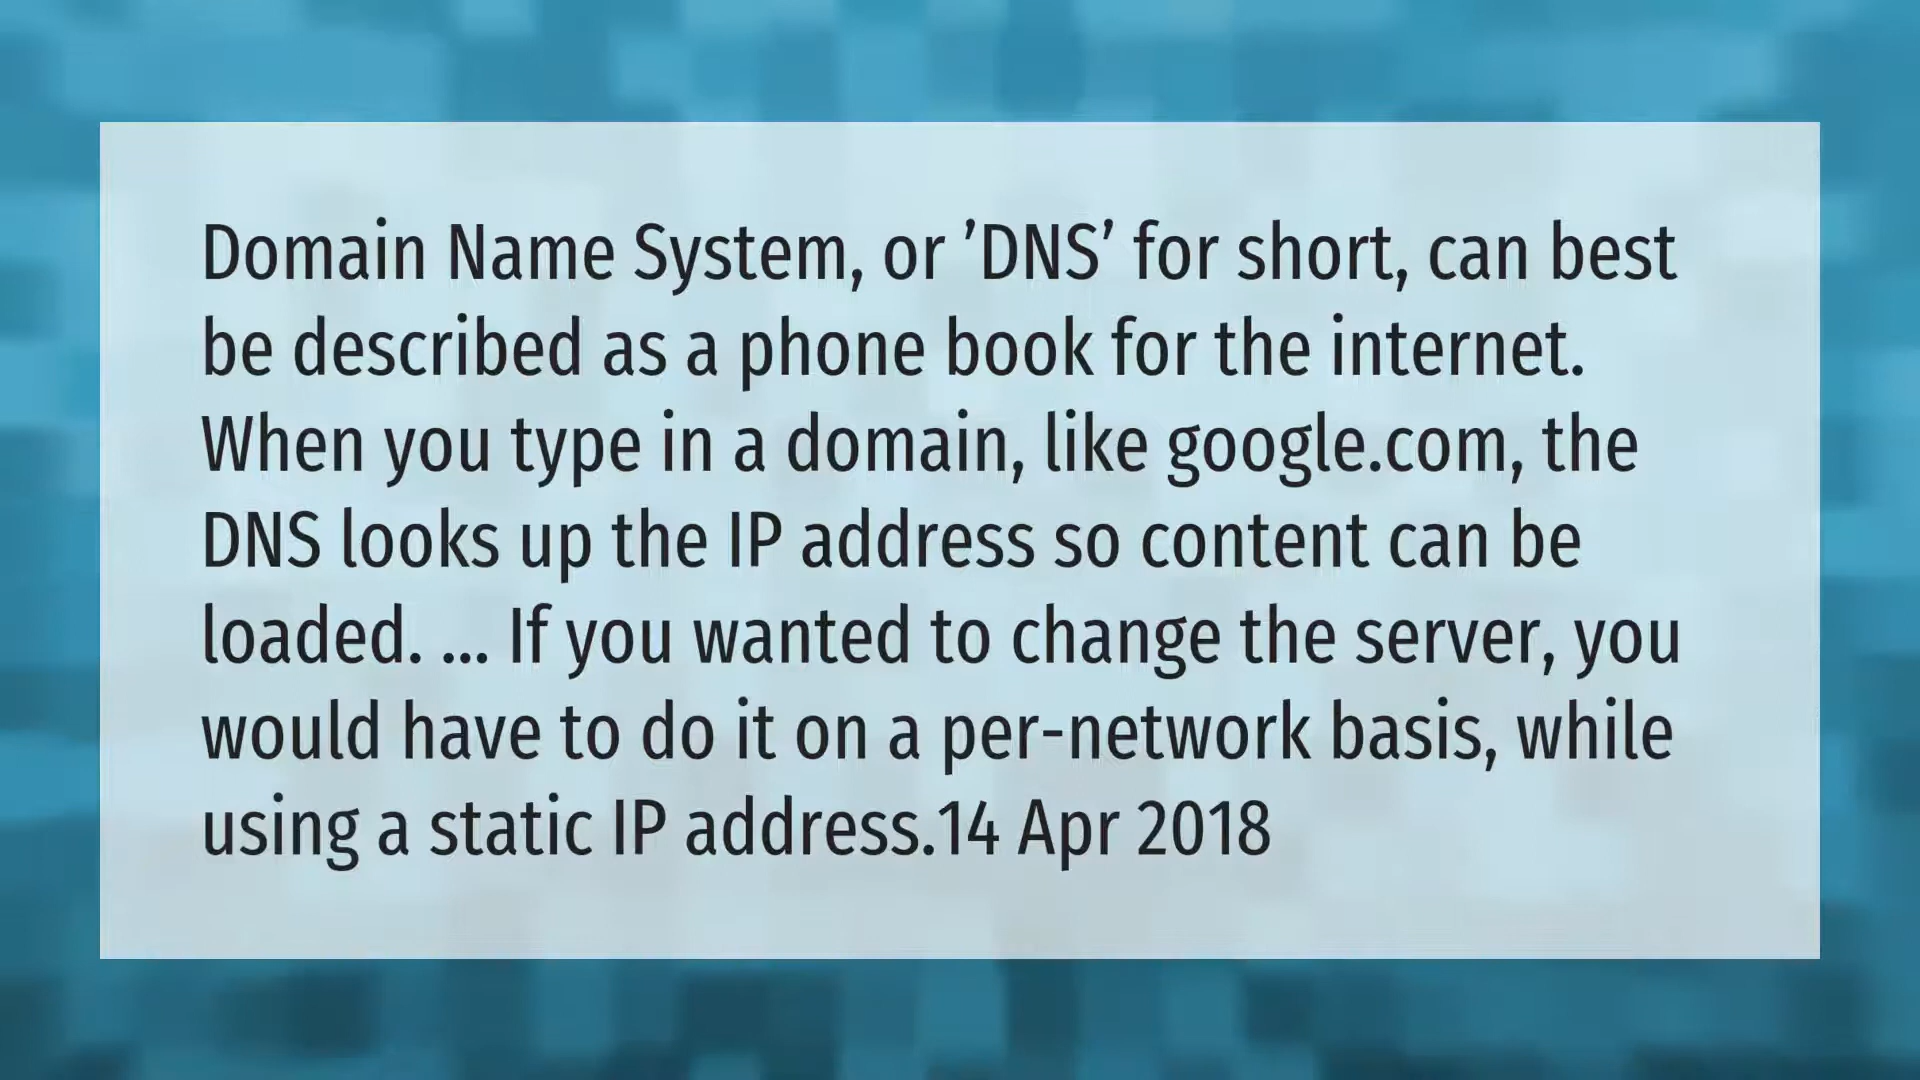 Domain Name System, or ’DNS’ for short, can best
be described as a phone book for the internet.
When you type in a domain, like google.com, the
DNS looks up the IP address so content can be
loaded. ... If you wanted to change the server, you
would have to do it on a per-network basis, while
using a static IP address.14 Apr 2018